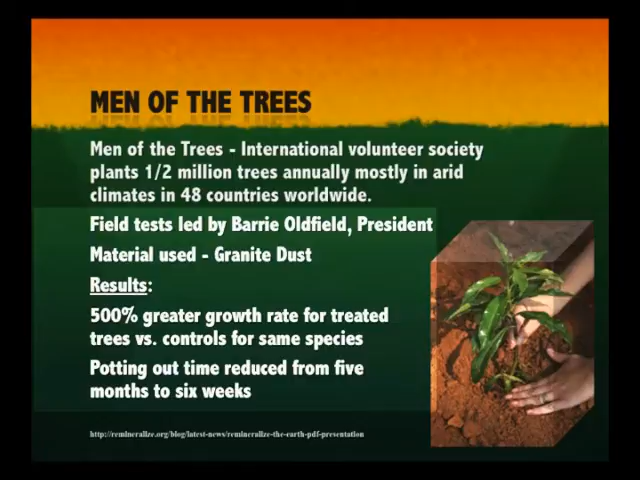 MEN OF THE TREES
Men of the Trees - International volunteer society
plants 1/2 million trees annually mostly in arid
climates in 48 countries worldwide.
Field tests led by Barrie Oldfield, President
Material used - Granite Dust
Results:
500% greater growth rate for treated
trees vs. controls for same species
Potting out time reduced from five
months to six weeks
http://remineralize.org/blog/latest-news/remineralize-the-earth-pdf-presentation